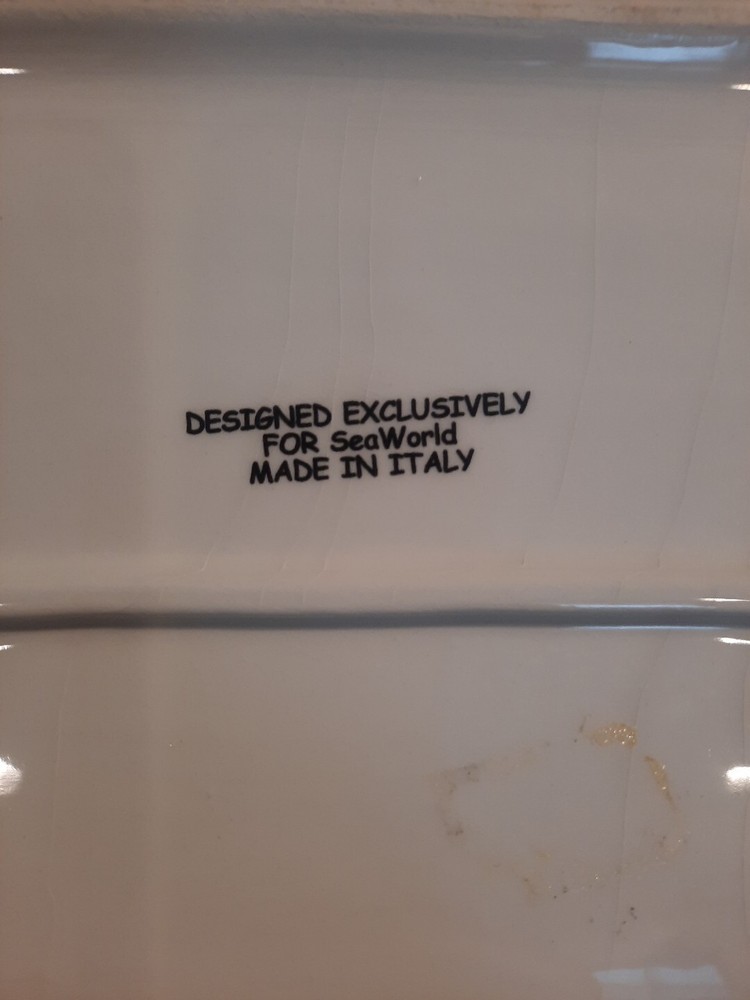 DESIGNED EXCLUSIVELY
FOR SeaWorld
MADE IN ITALY